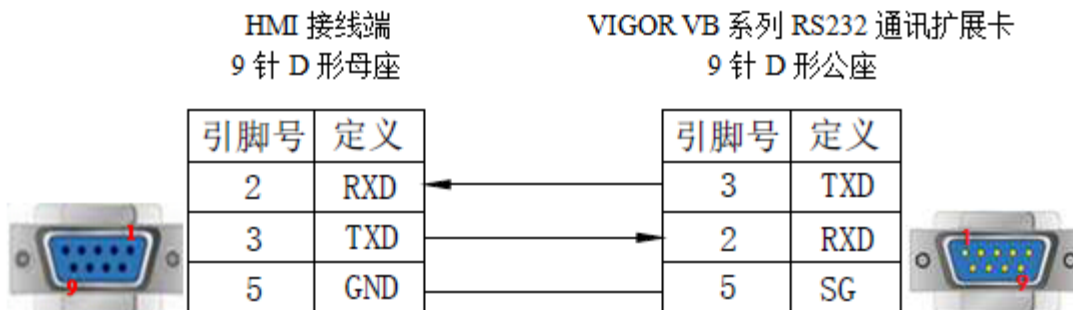 HMI 接线端
9 针 D 形母座
VIGOR VB 系列 RS232 通讯扩展卡
9 针 D 形公座
引脚号 定义
2 RXD
3 TXD
5 GND
引脚号 定义
3 TXD
2 RXD
5 SG
1
9
1
9